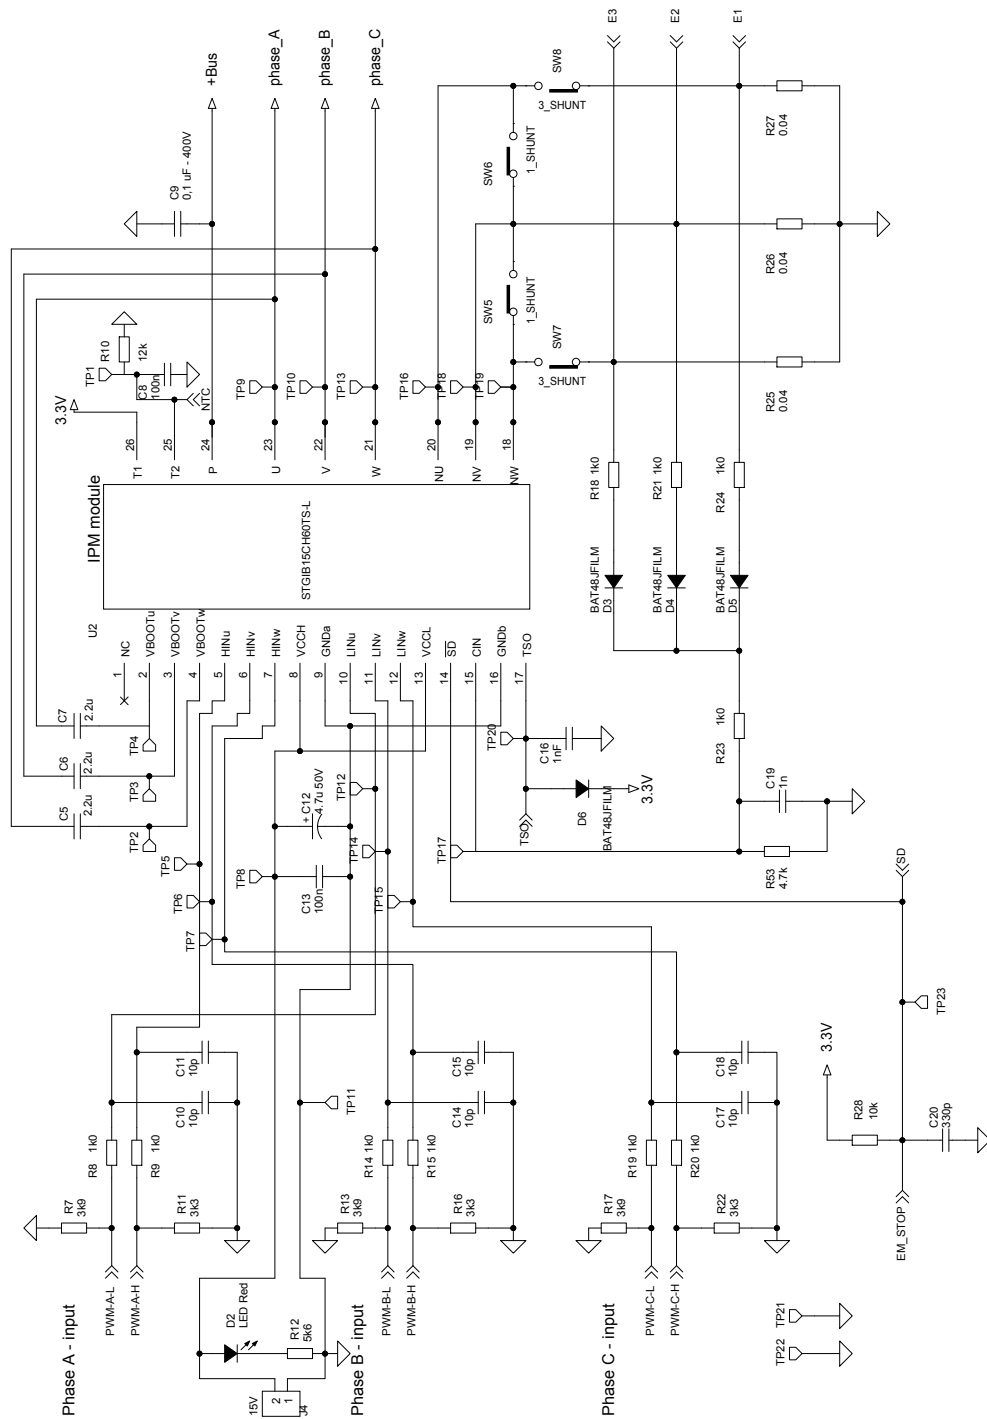 Phase A - input
PWM-A-L
PWM-A-H
R7
3k9
R8 1k0
R9 1k0
R11
3k3
C10
10p
C11
10p
15V
2
1
J4
D2
LED Red
R12
5k6
TP11
Phase B - input
PWM-B-L
PWM-B-H
R13
3k9
R14 1k0
R15 1k0
R16
3k3
C14
10p
C15
10p
Phase C - input
PWM-C-L
PWM-C-H
R17
3k9
R19 1k0
R20 1k0
R22
3k3
C17
10p
C18
10p
TP21
TP22
EM_STOP
3.3V
R28
10k
C20
330p
TP23
SD
TP7
TP6
TP5
TP8
C13
100n
+ C12
4.7u 50V
TP12
TP14
TP15
TP17
C5
2.2u
C6
2.2u
C7
2.2u
TP2
TP3
TP4
TP20
TSO
C16
1nF
D6
BAT48JFILM
3.3V
R53
4.7k
C19
1n
R23
1k0
U2
IPM module
STGIB15CH60TS-L
1
NC
2
VBOOTu
3
VBOOTv
4
VBOOTw
5
HINu
6
HINv
7
HINw
8
VCCH
9
GNDa
10
LINu
11
LINv
12
LINw
13
VCCL
14
SD
15
CIN
16
GNDb
17
TSO
T1
26
T2
25
P
24
U
23
V
22
W
21
NU
20
NV
19
NW
18
3.3V
TP1
R10
12k
C8
100n
NTC
C9
0,1 uF - 400V
+Bus
phase_A
phase_B
phase_C
TP9
TP10
TP13
TP16
TP18
TP19
SW5
1_SHUNT
SW6
1_SHUNT
SW7
3_SHUNT
SW8
3_SHUNT
BAT48JFILM
D3
BAT48JFILM
D4
BAT48JFILM
D5
R18 1k0
R21 1k0
R24
1k0
R25
0.04
R26
0.04
R27
0.04
E3
E2
E1